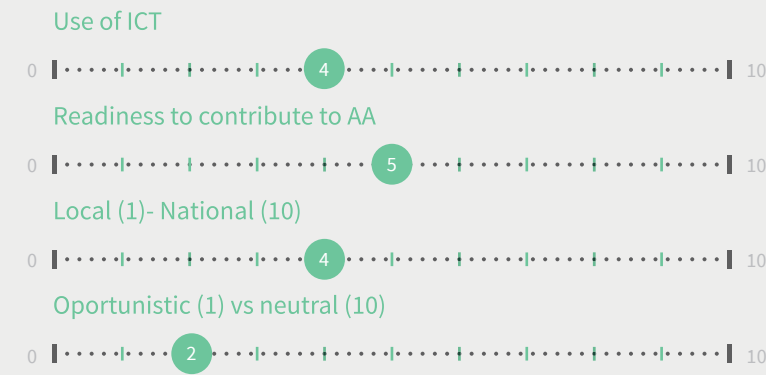 Use of ICT
0 4 10
Readiness to contribute to AA
0 5 10
Local (1)- National (10)
0 4 10
Oportunistic (1) vs neutral (10)
0 2 10